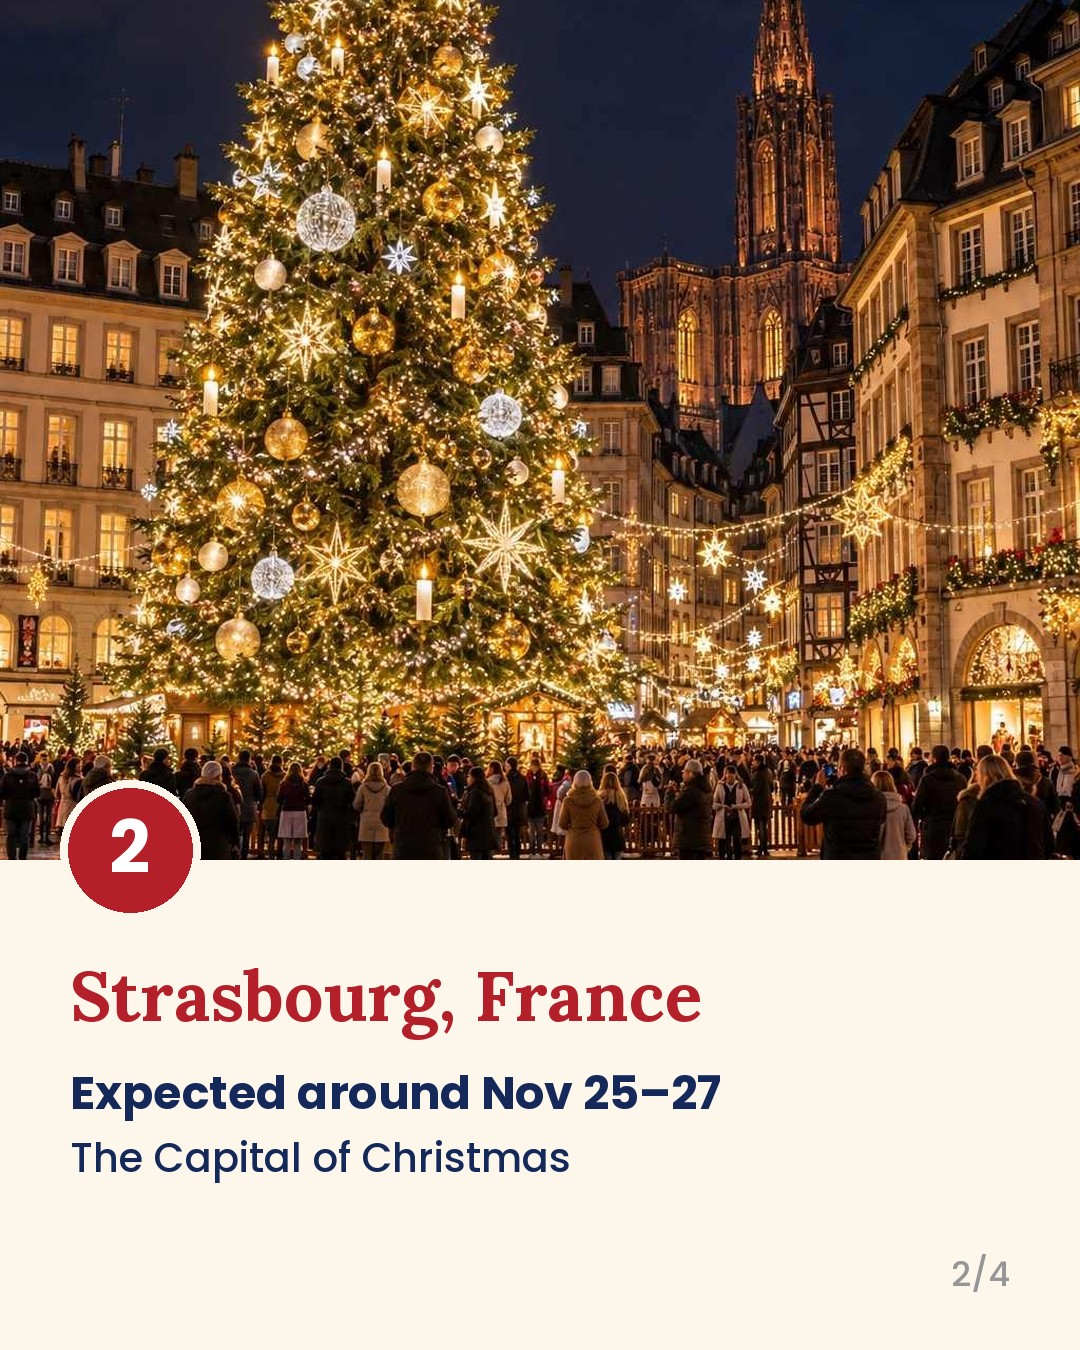 2
Strasbourg, France
Expected around Nov 25–27
The Capital of Christmas
2/4